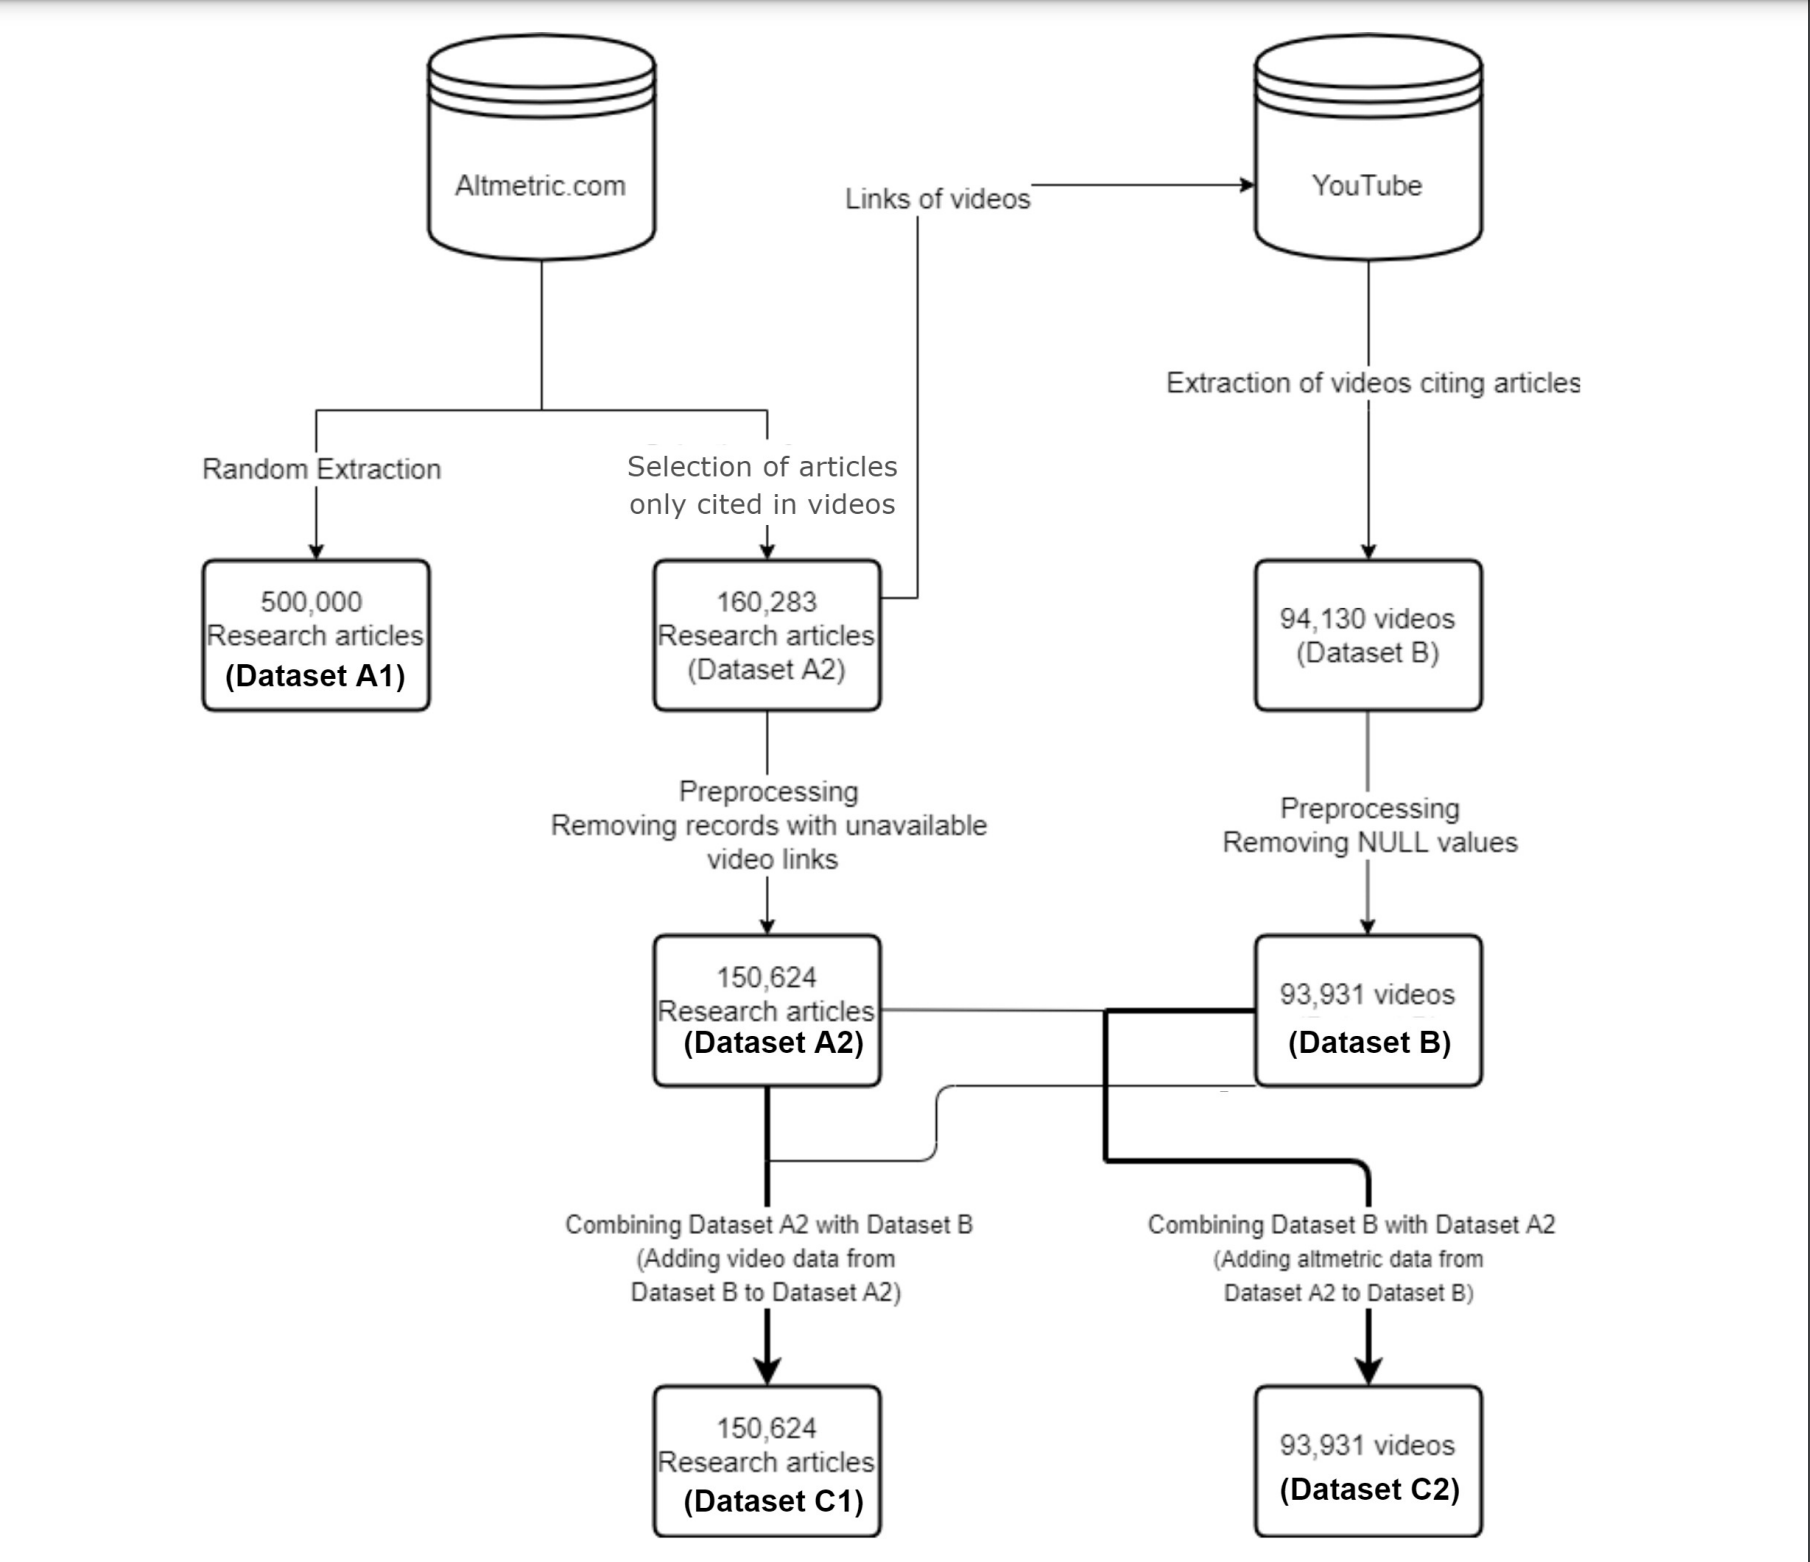 Altmetric.com
YouTube
Links of videos
Extraction of videos citing articles
Random Extraction
Selection of articles
only cited in videos
500,000
Research articles
(Dataset A1)
160,283
Research articles
(Dataset A2)
94,130 videos
(Dataset B)
Preprocessing
Removing records with unavailable
video links
Preprocessing
Removing NULL values
150,624
Research articles
(Dataset A2)
93,931 videos
(Dataset B)
Combining Dataset A2 with Dataset B
(Adding video data from
Dataset B to Dataset A2)
Combining Dataset B with Dataset A2
(Adding altmetric data from
Dataset A2 to Dataset B)
150,624
Research articles
(Dataset C1)
93,931 videos
(Dataset C2)